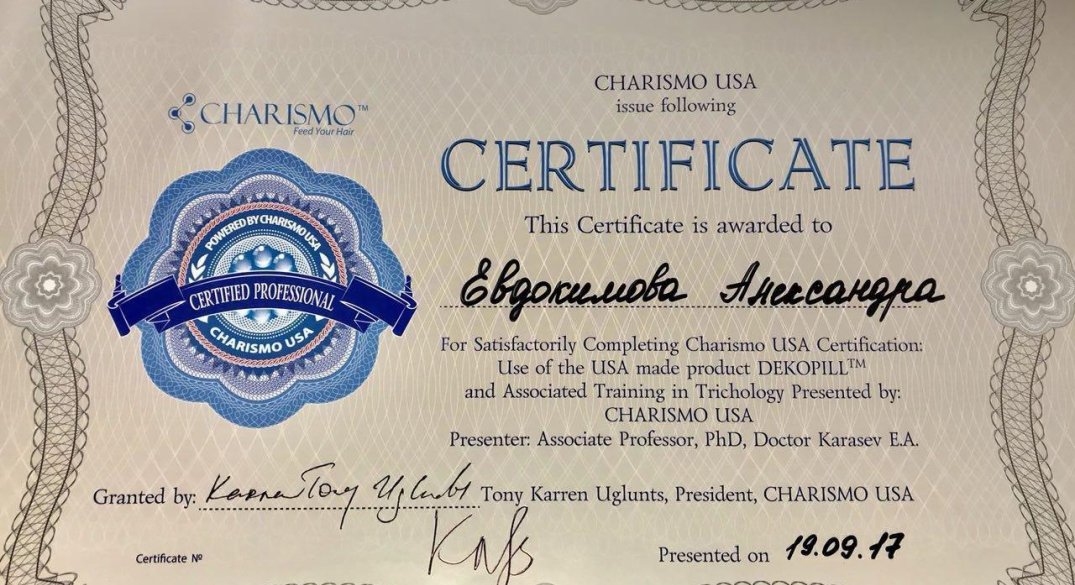 CHARISMO™
Feed Your Hair
POWERED BY CHARISMO USA
CERTIFIED PROFESSIONAL
CHARISMO USA
CHARISMO USA
issue following
CERTIFICATE
This Certificate is awarded to
Евдокимова Александра
For Satisfactorily Completing Charismo USA Certification:
Use of the USA made product DEKOPILL™
and Associated Training in Trichology Presented by:
CHARISMO USA
Presenter: Associate Professor, PhD, Doctor Karasev E.A.
Granted by: Tony Karren Uglunts, President, CHARISMO USA
Certificate № Presented on 19.09.17